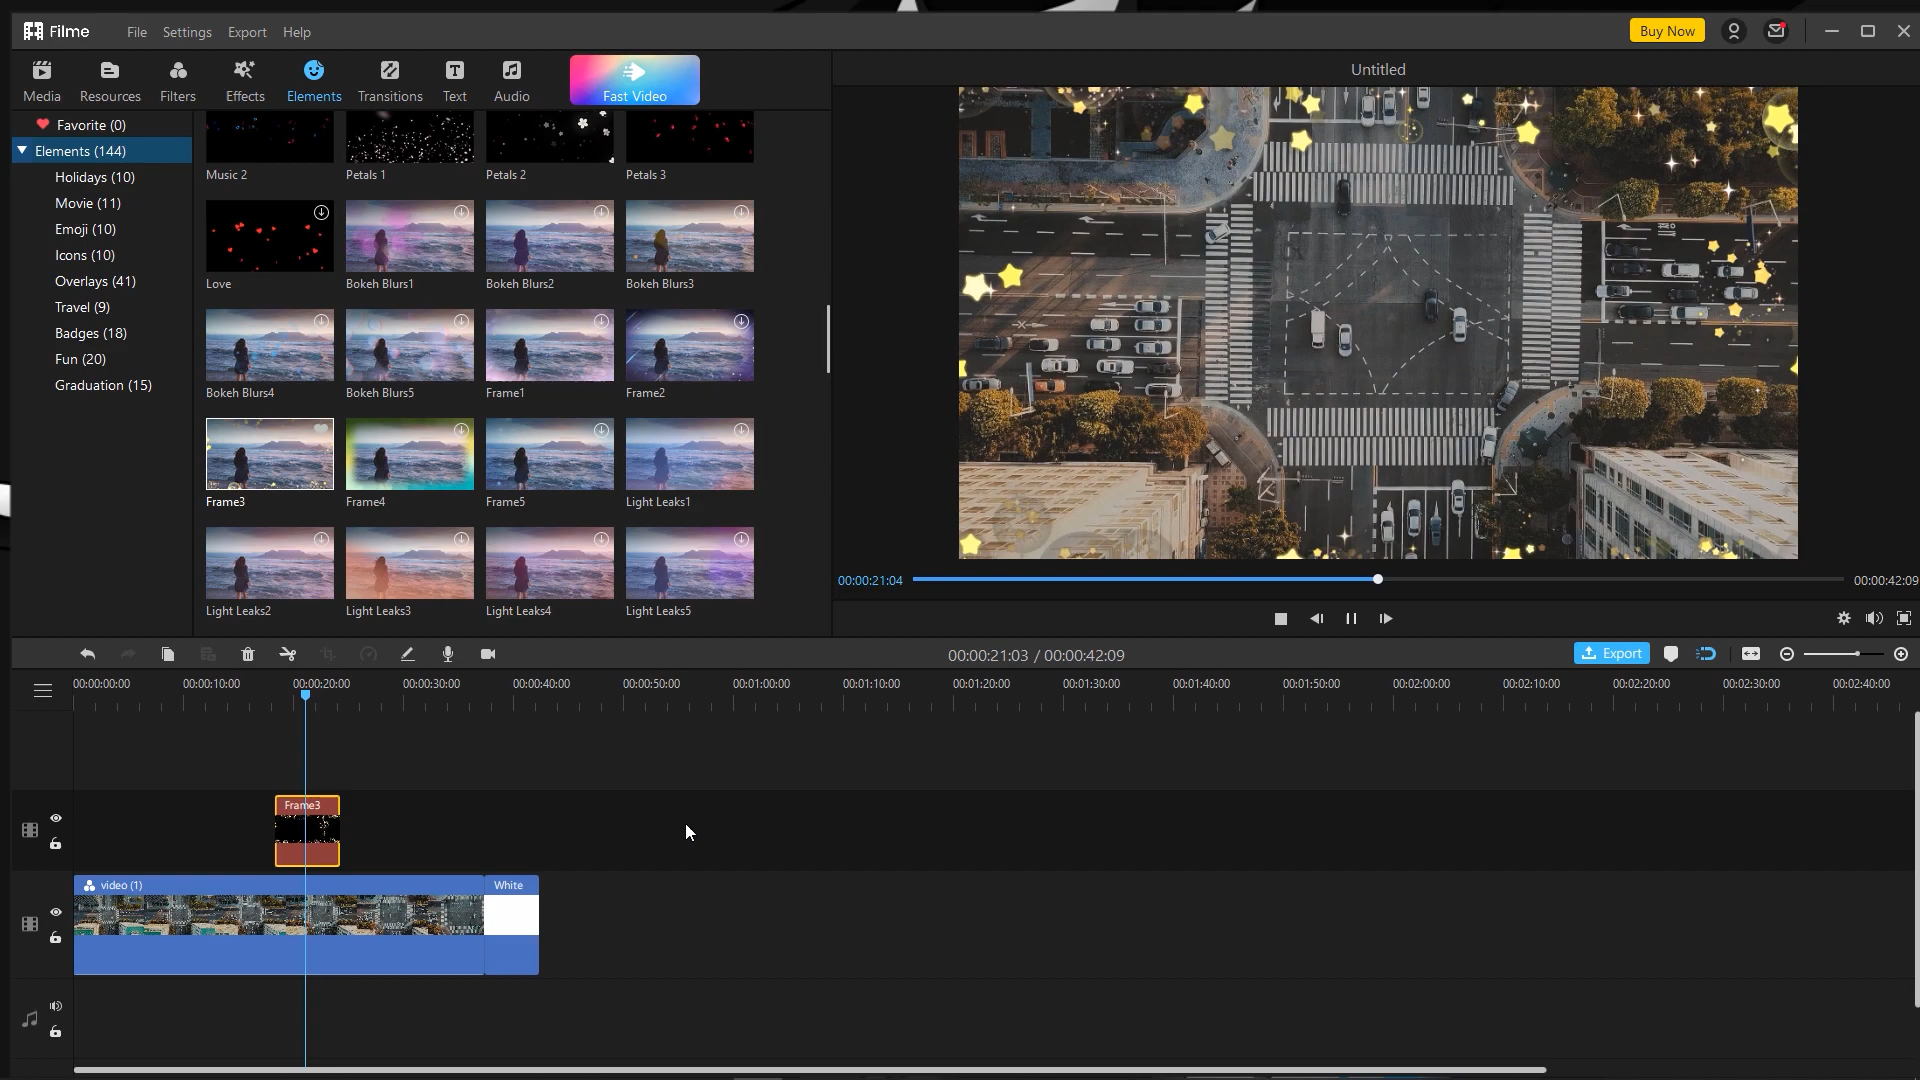 Filme
File Settings Export Help
Buy Now
Media Resources Filters Effects Elements Transitions Text Audio
Fast Video
Untitled
Favorite (0)
Elements (144)
Holidays (10)
Movie (11)
Emoji (10)
Icons (10)
Overlays (41)
Travel (9)
Badges (18)
Fun (20)
Graduation (15)
Music 2 Petals 1 Petals 2 Petals 3
Love Bokeh Blurs1 Bokeh Blurs2 Bokeh Blurs3
Bokeh Blurs4 Bokeh Blurs5 Frame1 Frame2
Frame3 Frame4 Frame5 Light Leaks1
Light Leaks2 Light Leaks3 Light Leaks4 Light Leaks5
00:00:21:04 00:00:42:09
00:00:21:03 / 00:00:42:09
Export
00:00:00:00 00:00:10:00 00:00:20:00 00:00:30:00 00:00:40:00 00:00:50:00 00:01:00:00 00:01:10:00 00:01:20:00 00:01:30:00 00:01:40:00 00:01:50:00 00:02:00:00 00:02:10:00 00:02:20:00 00:02:30:00 00:02:40:00
Frame3
video (1) White